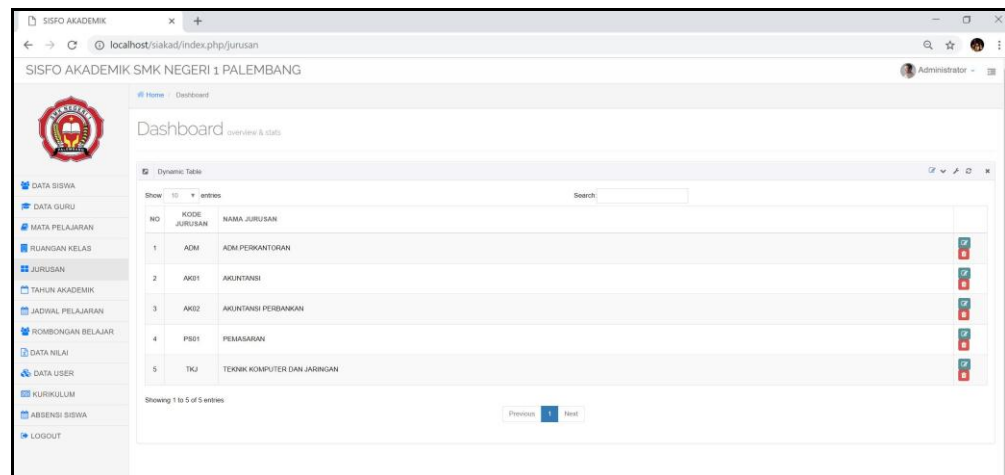 SISFO AKADEMIK
localhost/siakad/index.php/jurusan
SISFO AKADEMIK SMK NEGERI 1 PALEMBANG
Administrator
SMK NEGERI 1
PALEMBANG
Home / Dashboard
Dashboard overview & stats
Dynamic Table
Show 10 entries
Search:
NO KODE JURUSAN NAMA JURUSAN
1 ADM ADM.PERKANTORAN
2 AK01 AKUNTANSI
3 AK02 AKUNTANSI PERBANKAN
4 PS01 PEMASARAN
5 TKJ TEKNIK KOMPUTER DAN JARINGAN
Showing 1 to 5 of 5 entries
Previous 1 Next
DATA SISWA
DATA GURU
MATA PELAJARAN
RUANGAN KELAS
JURUSAN
TAHUN AKADEMIK
JADWAL PELAJARAN
ROMBONGAN BELAJAR
DATA NILAI
DATA USER
KURIKULUM
ABSENSI SISWA
LOGOUT